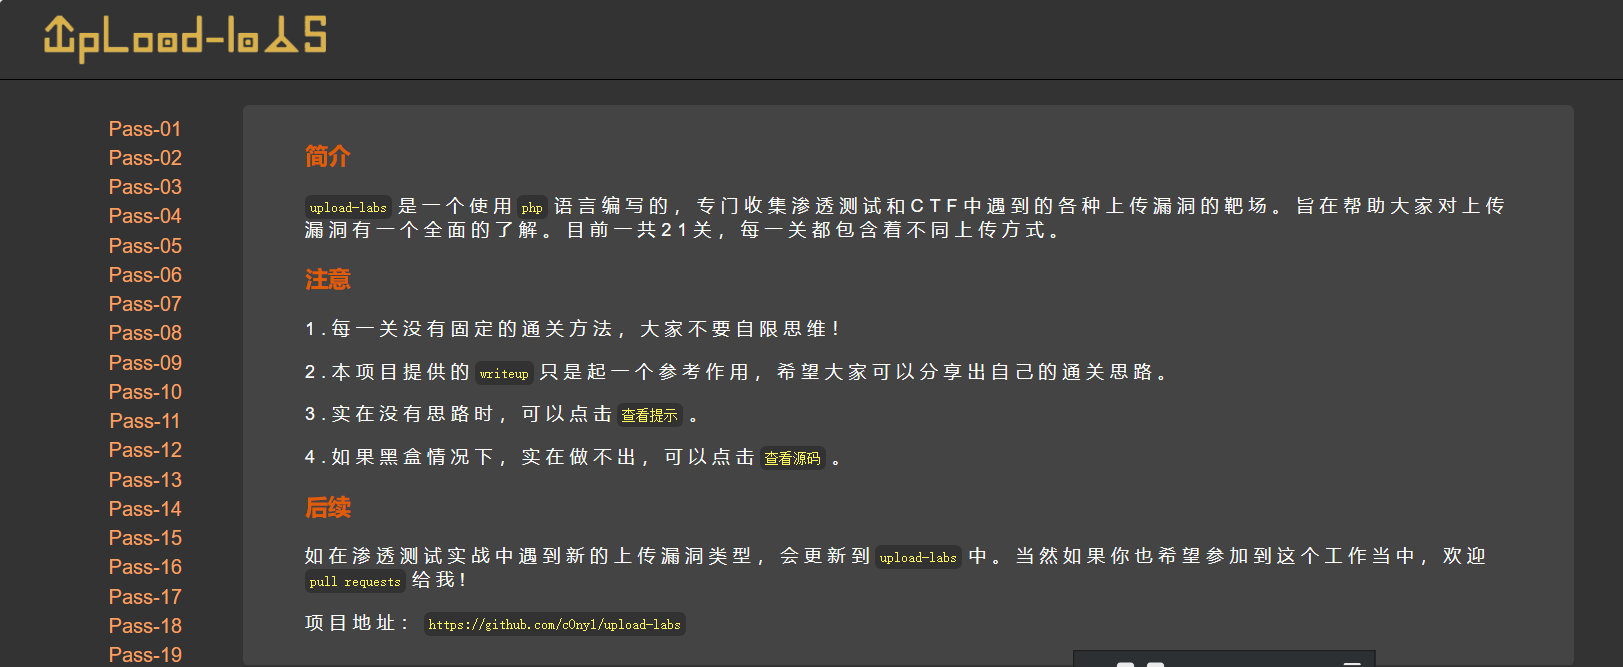 upload-labs
Pass-01
Pass-02
Pass-03
Pass-04
Pass-05
Pass-06
Pass-07
Pass-08
Pass-09
Pass-10
Pass-11
Pass-12
Pass-13
Pass-14
Pass-15
Pass-16
Pass-17
Pass-18
Pass-19
简介
upload-labs 是一个使用 php 语言编写的，专门收集渗透测试和CTF中遇到的各种上传漏洞的靶场。旨在帮助大家对上传
漏洞有一个全面的了解。目前一共21关，每一关都包含着不同上传方式。
注意
1.每一关没有固定的通关方法，大家不要自限思维！
2.本项目提供的 writeup 只是起一个参考作用，希望大家可以分享出自己的通关思路。
3.实在没有思路时，可以点击 查看提示 。
4.如果黑盒情况下，实在做不出，可以点击 查看源码 。
后续
如在渗透测试实战中遇到新的上传漏洞类型，会更新到 upload-labs 中。当然如果你也希望参加到这个工作当中，欢迎
pull requests 给我！
项目地址： https://github.com/c0ny1/upload-labs